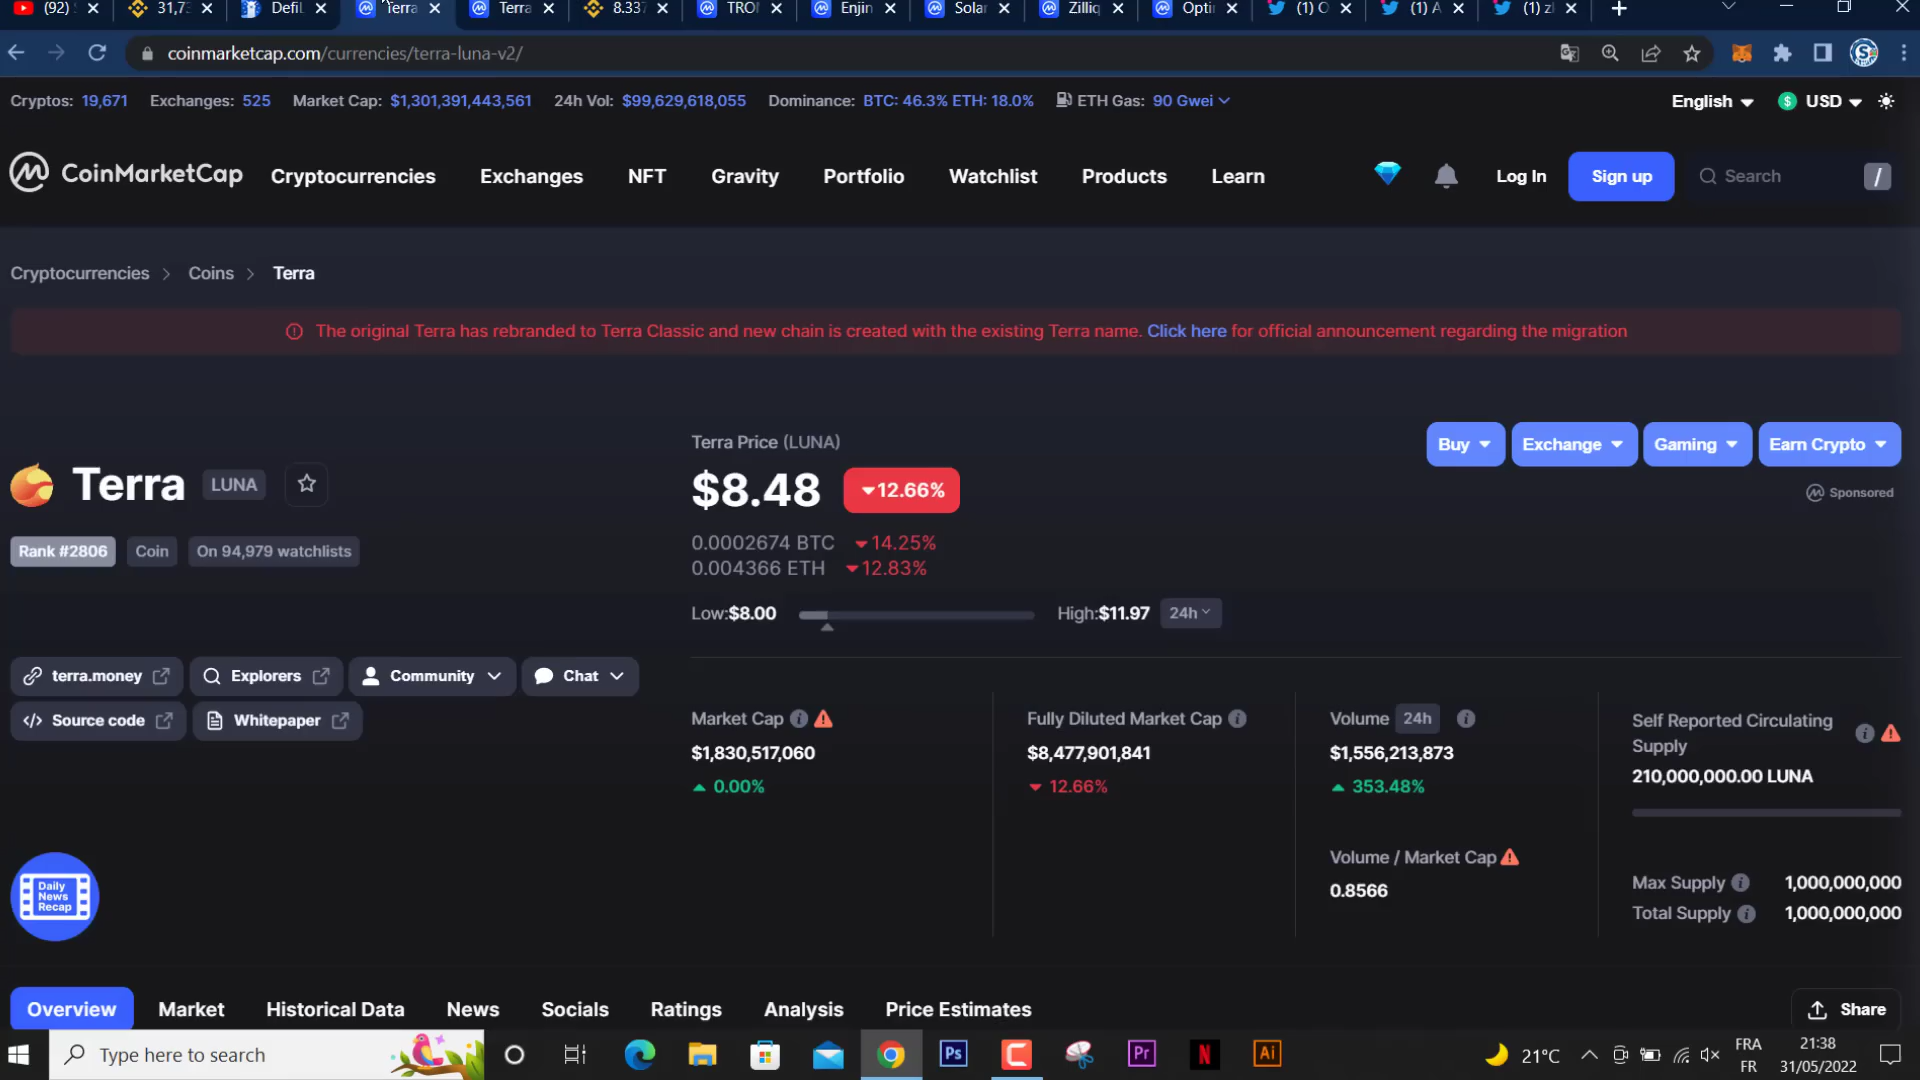 (92) 31,73 Defil Terra Terra 8.337 TRON Enjin Solar Zilliq Opti (1) O (1) A (1) zl
coinmarketcap.com/currencies/terra-luna-v2/
Cryptos: 19,671 Exchanges: 525 Market Cap: $1,301,391,443,561 24h Vol: $99,629,618,055 Dominance: BTC: 46.3% ETH: 18.0% ETH Gas: 90 Gwei English USD
CoinMarketCap Cryptocurrencies Exchanges NFT Gravity Portfolio Watchlist Products Learn Log In Sign up Search /
Cryptocurrencies > Coins > Terra
The original Terra has rebranded to Terra Classic and new chain is created with the existing Terra name. Click here for official announcement regarding the migration
Terra Price (LUNA)
Buy Exchange Gaming Earn Crypto
Terra LUNA
$8.48 12.66%
Sponsored
Rank #2806 Coin On 94,979 watchlists
0.0002674 BTC 14.25%
0.004366 ETH 12.83%
Low:$8.00 High:$11.97 24h
terra.money Explorers Community Chat
Source code Whitepaper
Market Cap
$1,830,517,060
0.00%
Fully Diluted Market Cap
$8,477,901,841
12.66%
Volume 24h
$1,556,213,873
353.48%
Volume / Market Cap
0.8566
Self Reported Circulating
Supply
210,000,000.00 LUNA
Max Supply 1,000,000,000
Total Supply 1,000,000,000
Daily
News
Recap
Overview Market Historical Data News Socials Ratings Analysis Price Estimates Share
Type here to search
Ps Pr N Ai
21°C
FRA
FR
21:38
31/05/2022